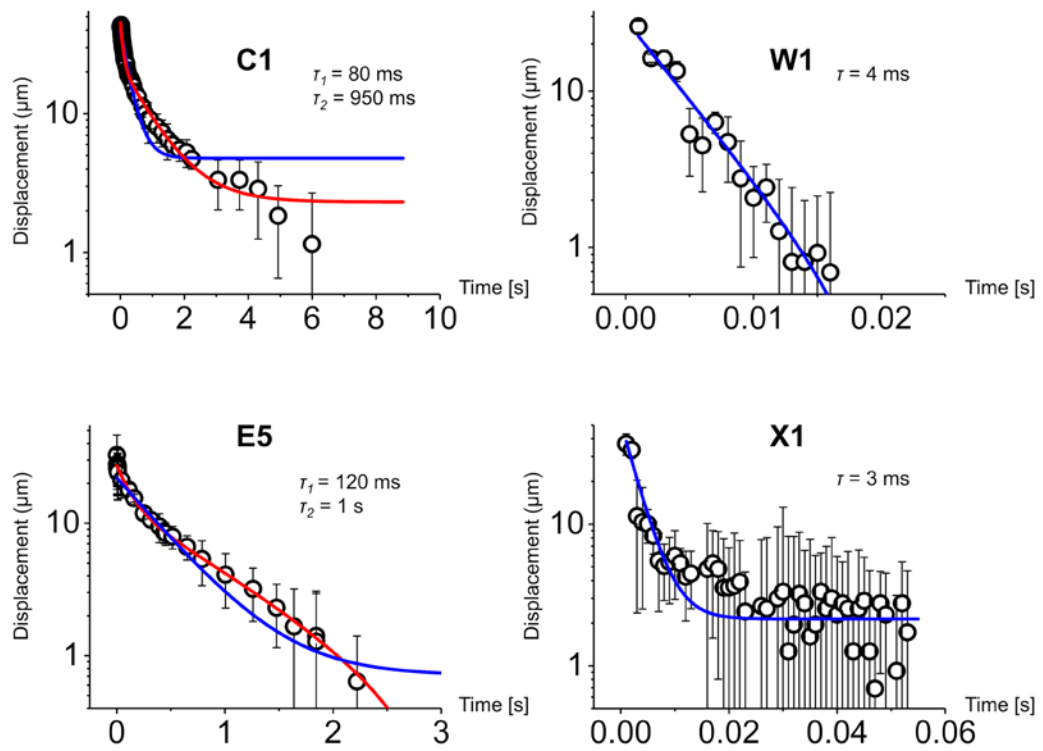 C1
τ1 = 80 ms
τ2 = 950 ms
Displacement (μm)
10
1
0 2 4 6 8 10
Time [s]
W1
τ = 4 ms
Displacement (μm)
10
1
0.00 0.01 0.02
Time [s]
E5
τ1 = 120 ms
τ2 = 1 s
Displacement (μm)
10
1
0 1 2 3
Time [s]
X1
τ = 3 ms
Displacement (μm)
10
1
0.00 0.02 0.04 0.06
Time [s]